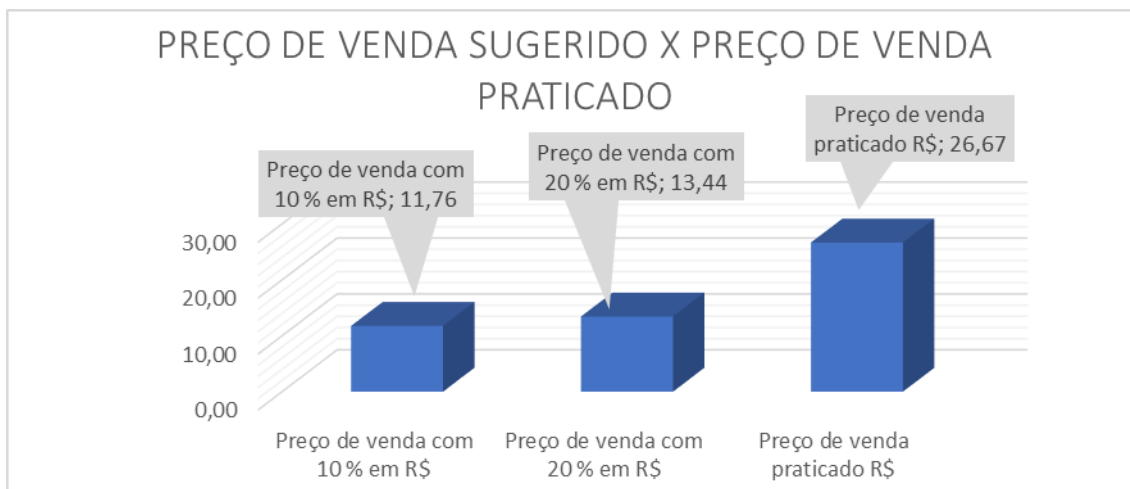 PREÇO DE VENDA SUGERIDO X PREÇO DE VENDA
PRATICADO
Preço de venda com
10 % em R$; 11,76
Preço de venda com
20 % em R$; 13,44
Preço de venda
praticado R$; 26,67
30,00
20,00
10,00
0,00
Preço de venda com
10 % em R$
Preço de venda com
20 % em R$
Preço de venda
praticado R$